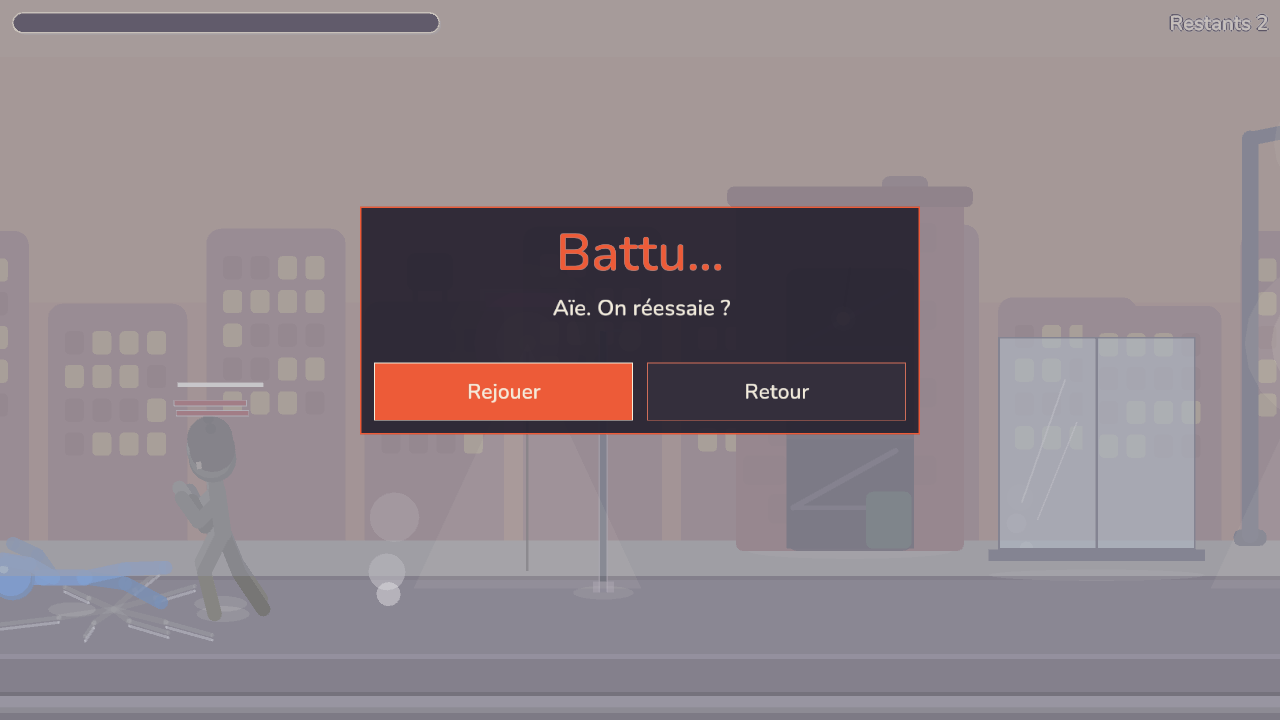 Restants 2
Battu...
Aïe. On réessaie ?
Rejouer
Retour